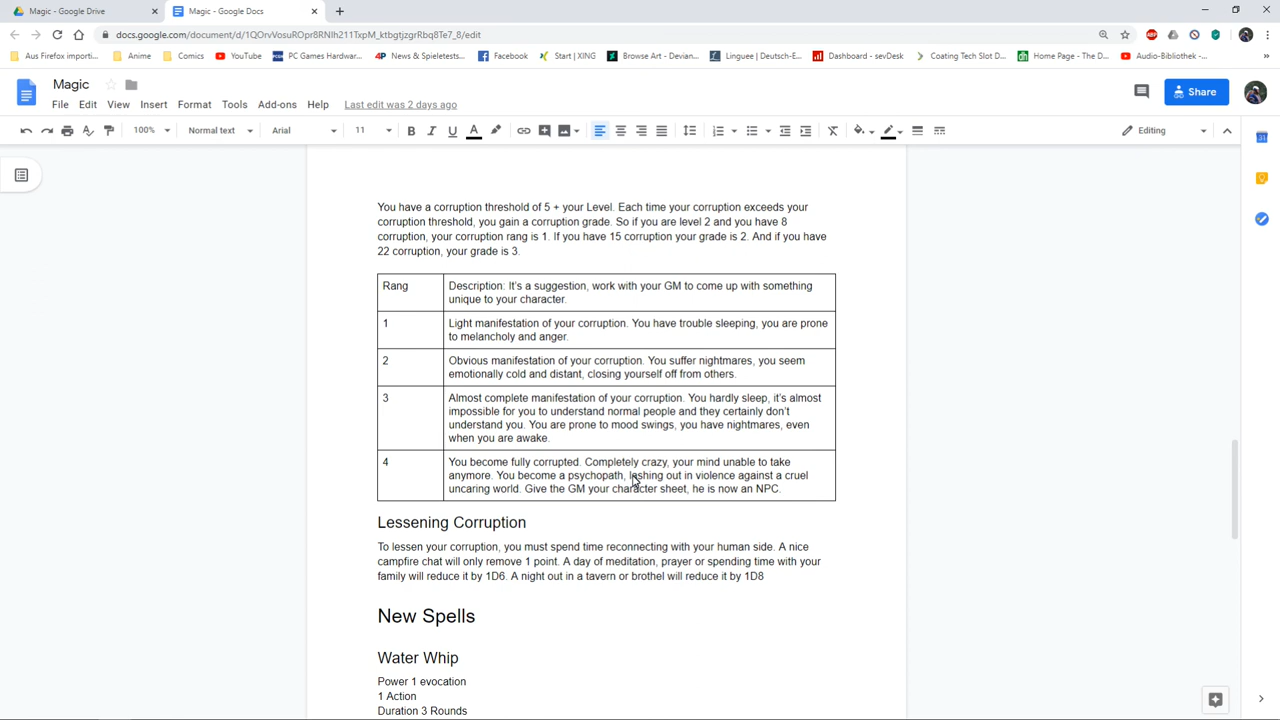 Magic - Google Drive
Magic - Google Docs
docs.google.com/document/d/1QOrvVosuROpr8RNIh211TxpM_ktbgtjzgrRbq8Te7_8/edit
Aus Firefox importi...
Anime
Comics
YouTube
PC Games Hardwar...
News & Spieletests...
Facebook
Start | XING
Browse Art - Devian...
Linguee | Deutsch-E...
Dashboard - sevDesk
Coating Tech Slot D...
Home Page - The D...
Audio-Bibliothek -...
Magic
Share
File Edit View Insert Format Tools Add-ons Help Last edit was 2 days ago
100% Normal text Arial 11 Editing
You have a corruption threshold of 5 + your Level. Each time your corruption exceeds your
corruption threshold, you gain a corruption grade. So if you are level 2 and you have 8
corruption, your corruption rang is 1. If you have 15 corruption your grade is 2. And if you have
22 corruption, your grade is 3.
Rang
Description: It's a suggestion, work with your GM to come up with something
unique to your character.
1
Light manifestation of your corruption. You have trouble sleeping, you are prone
to melancholy and anger.
2
Obvious manifestation of your corruption. You suffer nightmares, you seem
emotionally cold and distant, closing yourself off from others.
3
Almost complete manifestation of your corruption. You hardly sleep, it's almost
impossible for you to understand normal people and they certainly don't
understand you. You are prone to mood swings, you have nightmares, even
when you are awake.
4
You become fully corrupted. Completely crazy, your mind unable to take
anymore. You become a psychopath, lashing out in violence against a cruel
uncaring world. Give the GM your character sheet, he is now an NPC.
Lessening Corruption
To lessen your corruption, you must spend time reconnecting with your human side. A nice
campfire chat will only remove 1 point. A day of meditation, prayer or spending time with your
family will reduce it by 1D6. A night out in a tavern or brothel will reduce it by 1D8
New Spells
Water Whip
Power 1 evocation
1 Action
Duration 3 Rounds